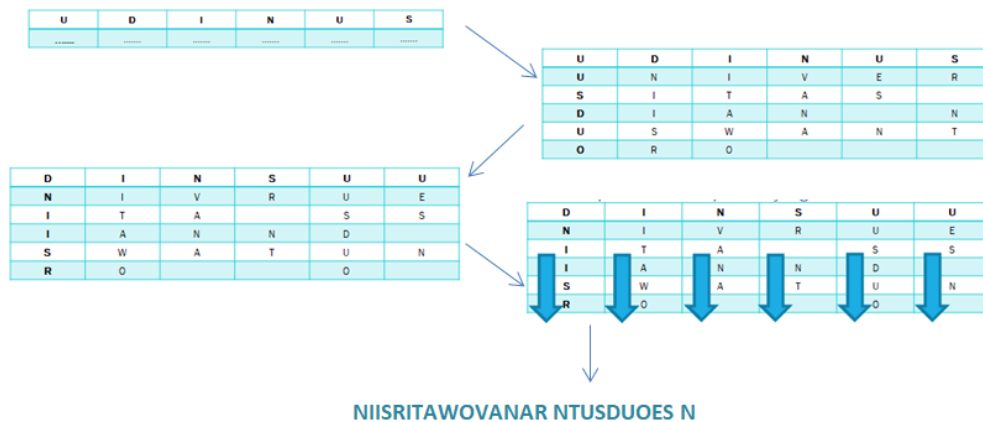 U D I N U S
....... ....... ....... ....... ....... .......
U D I N U S
U N I V E R
S I T A S
D I A N N
U S W A N T
O R O
D I N S U U
N I V R U E
I T A S S
I A N N D
S W A T U N
R O O
D I N S U U
N I V R U E
I T A S S
I A N N D
S W A T U N
R O O
NIISRITAWOVANAR NTUSDUOES N